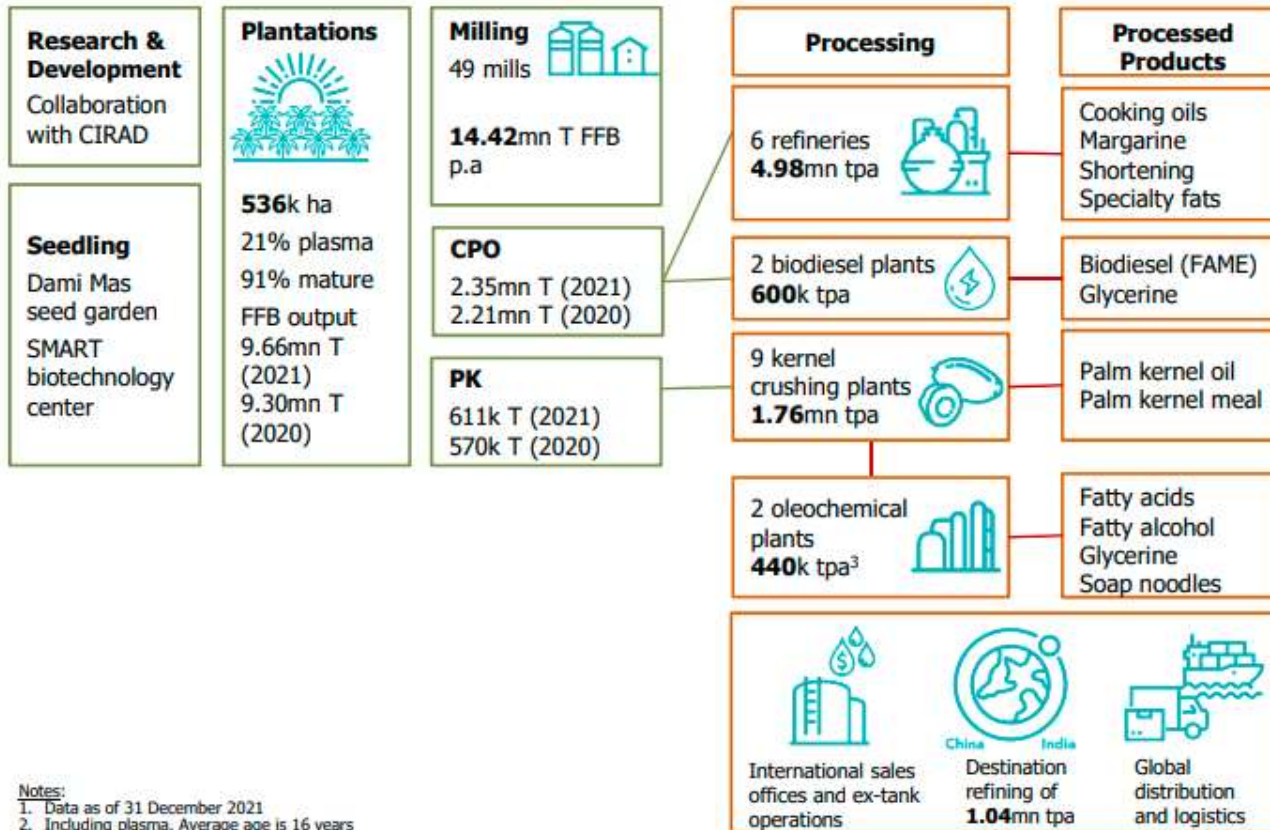 Research &
Development
Collaboration
with CIRAD
Seedling
Dami Mas
seed garden
SMART
biotechnology
center
Plantations
536k ha
21% plasma
91% mature
FFB output
9.66mn T
(2021)
9.30mn T
(2020)
Milling
49 mills
14.42mn T FFB
p.a
CPO
2.35mn T (2021)
2.21mn T (2020)
PK
611k T (2021)
570k T (2020)
Processing
6 refineries
4.98mn tpa
2 biodiesel plants
600k tpa
9 kernel
crushing plants
1.76mn tpa
2 oleochemical
plants
440k tpa³
Processed
Products
Cooking oils
Margarine
Shortening
Specialty fats
Biodiesel (FAME)
Glycerine
Palm kernel oil
Palm kernel meal
Fatty acids
Fatty alcohol
Glycerine
Soap noodles
International sales
offices and ex-tank
operations
China India
Destination
refining of
1.04mn tpa
Global
distribution
and logistics
Notes:
1. Data as of 31 December 2021
2. Including plasma. Average age is 16 years